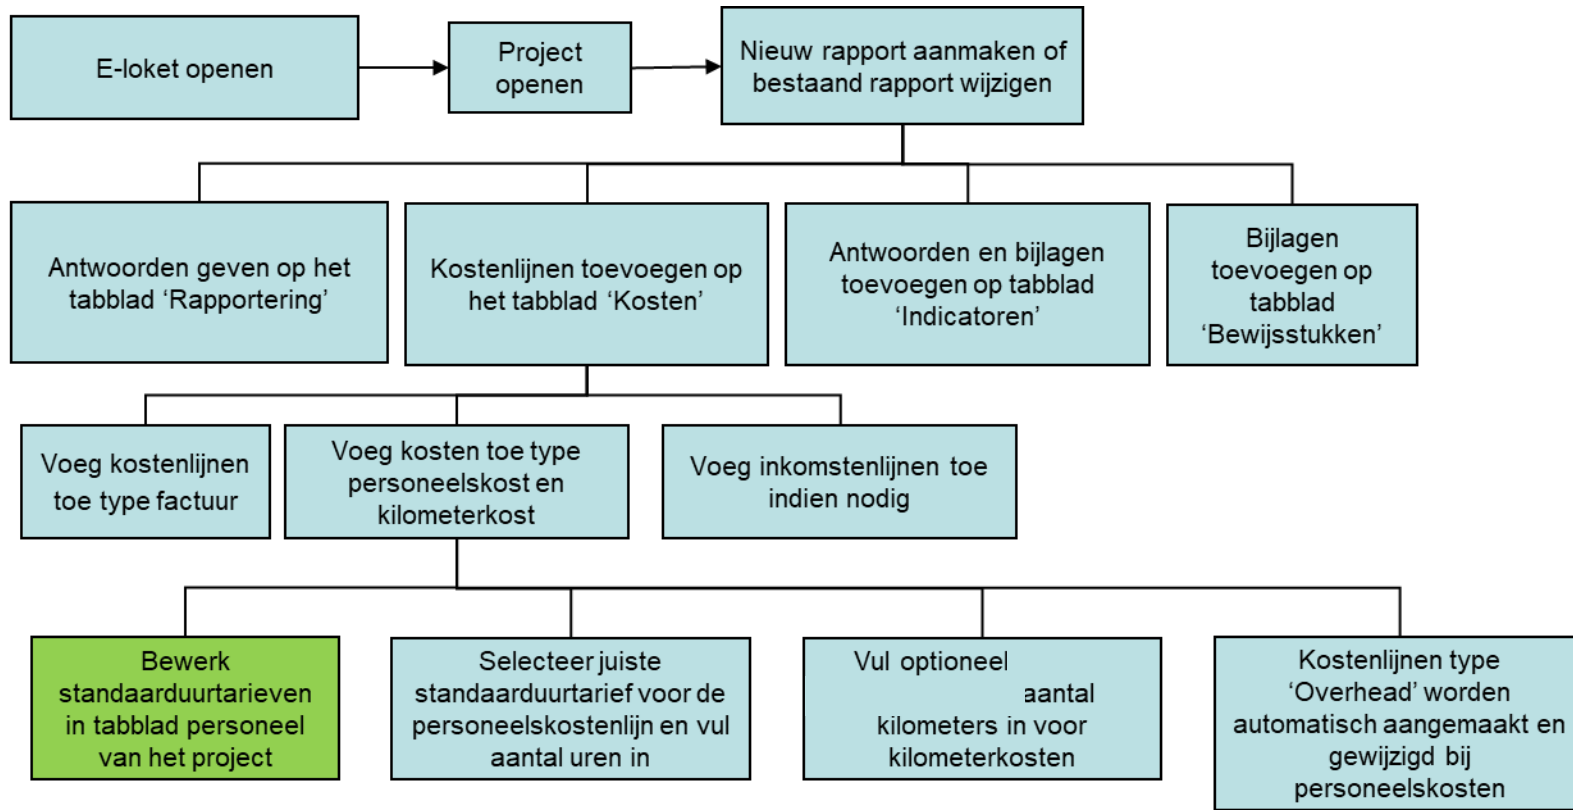 E-loket openen
Project
openen
Nieuw rapport aanmaken of
bestaand rapport wijzigen
Antwoorden geven op het
tabblad ‘Rapportering’
Kostenlijnen toevoegen op
het tabblad ‘Kosten’
Antwoorden en bijlagen
toevoegen op tabblad
‘Indicatoren’
Bijlagen
toevoegen op
tabblad
‘Bewijsstukken’
Voeg kostenlijnen
toe type factuur
Voeg kosten toe type
personeelskost en
kilometerkost
Voeg inkomstenlijnen toe
indien nodig
Bewerk
standaarduurtarieven
in tabblad personeel
van het project
Selecteer juiste
standaarduurtarief voor de
personeelskostenlijn en vul
aantal uren in
Vul optioneel
aantal
kilometers in voor
kilometerkosten
Kostenlijnen type
‘Overhead’ worden
automatisch aangemaakt en
gewijzigd bij
personeelskosten